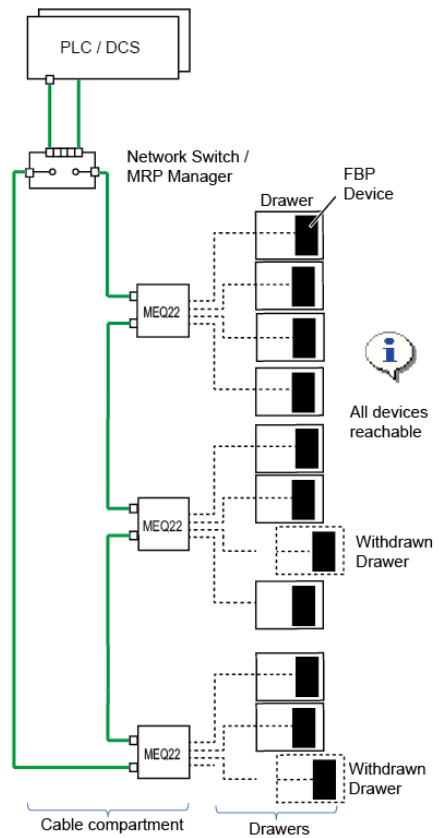 PLC / DCS
Network Switch /
MRP Manager
FBP
Device
Drawer
MEQ22
i
All devices
reachable
MEQ22
Withdrawn
Drawer
MEQ22
Withdrawn
Drawer
Cable compartment
Drawers